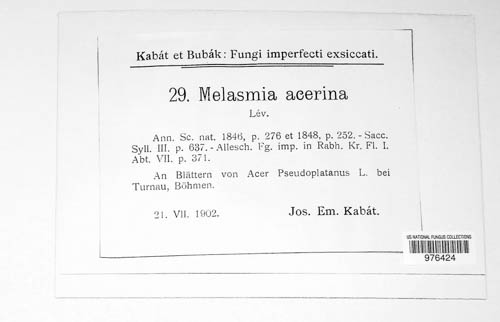 Kabát et Bubák: Fungi imperfecti exsiccati.
29. Melasmia acerina
Lév.
Ann. Sc. nat. 1846, p. 276 et 1848, p. 252. - Sacc.
Syll. III. p. 637. - Allesch. Fg. imp. in Rabh. Kr. Fl. I.
Abt. VII. p. 371.
An Blättern von Acer Pseudoplatanus L. bei
Turnau, Böhmen.
21. VII. 1902. Jos. Em. Kabát.
US NATIONAL FUNGUS COLLECTIONS
976424